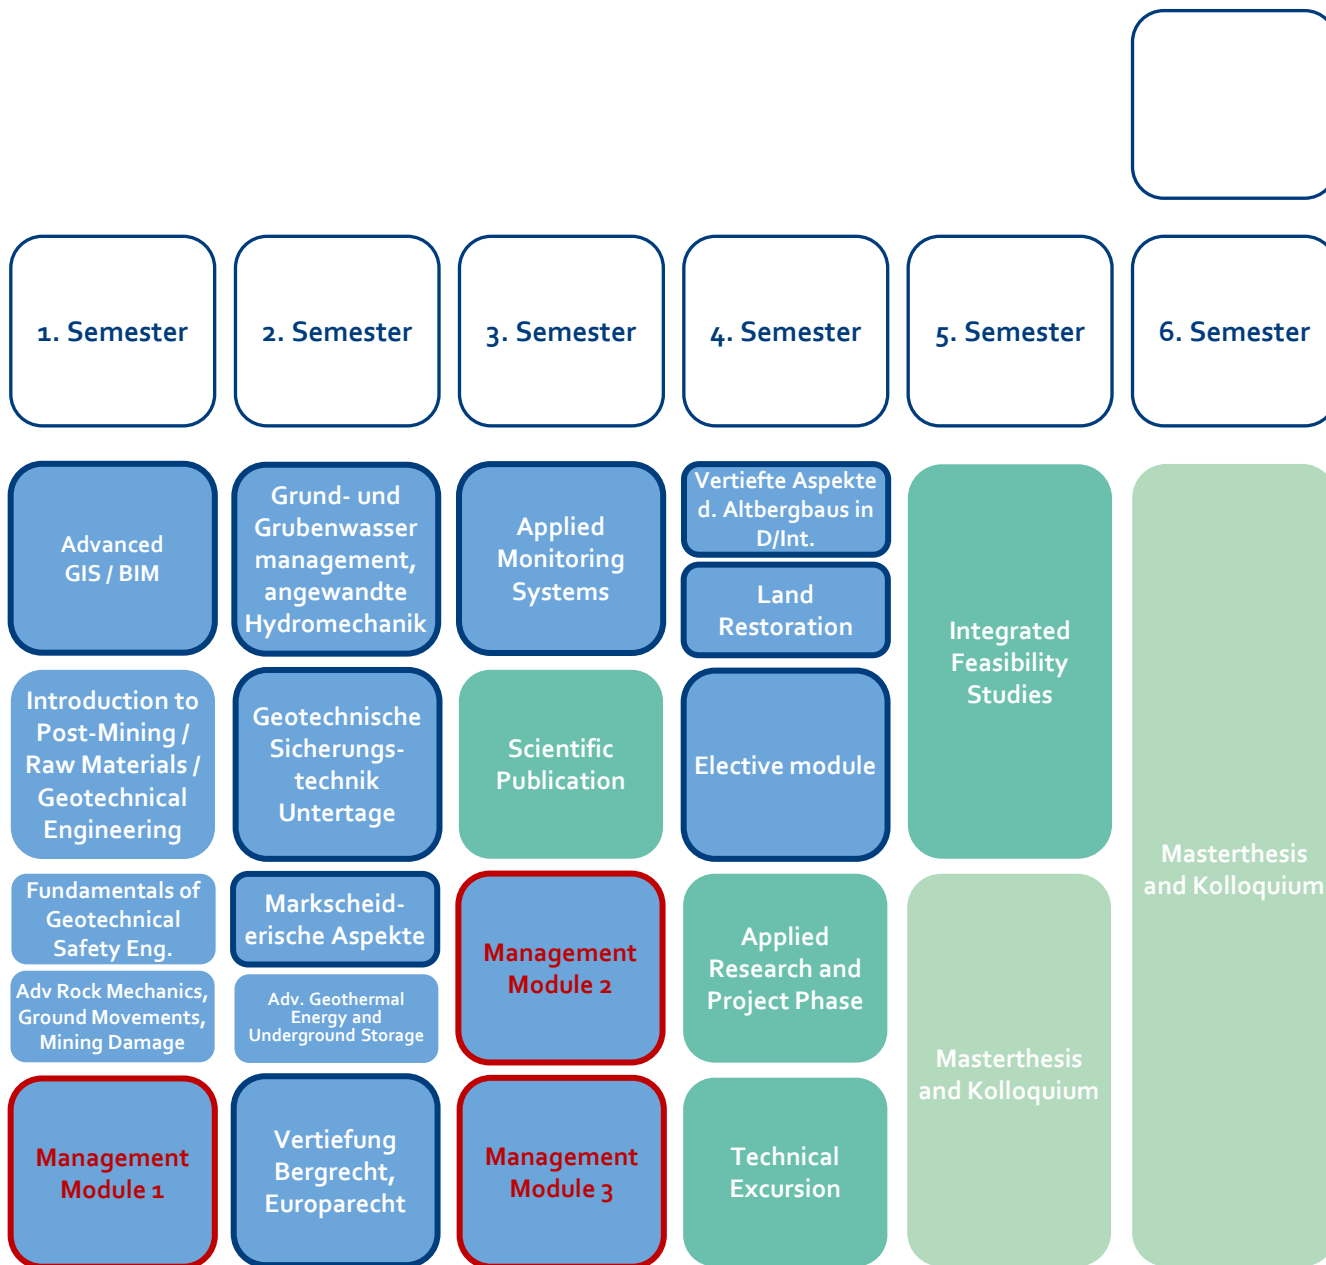 1. Semester
2. Semester
3. Semester
4. Semester
5. Semester
6. Semester
Advanced
GIS / BIM
Introduction to
Post-Mining /
Raw Materials /
Geotechnical
Engineering
Fundamentals of
Geotechnical
Safety Eng.
Adv Rock Mechanics,
Ground Movements,
Mining Damage
Management
Module 1
Grund- und
Grubenwasser
management,
angewandte
Hydromechanik
Geotechnische
Sicherungs-
technik
Untertage
Markscheid-
erische Aspekte
Adv. Geothermal
Energy and
Underground Storage
Vertiefung
Bergrecht,
Europarecht
Applied
Monitoring
Systems
Scientific
Publication
Management
Module 2
Management
Module 3
Vertiefte Aspekte
d. Altbergbaus in
D/Int.
Land
Restoration
Elective module
Applied
Research and
Project Phase
Technical
Excursion
Integrated
Feasibility
Studies
Masterthesis
and Kolloquium
Masterthesis
and Kolloquium